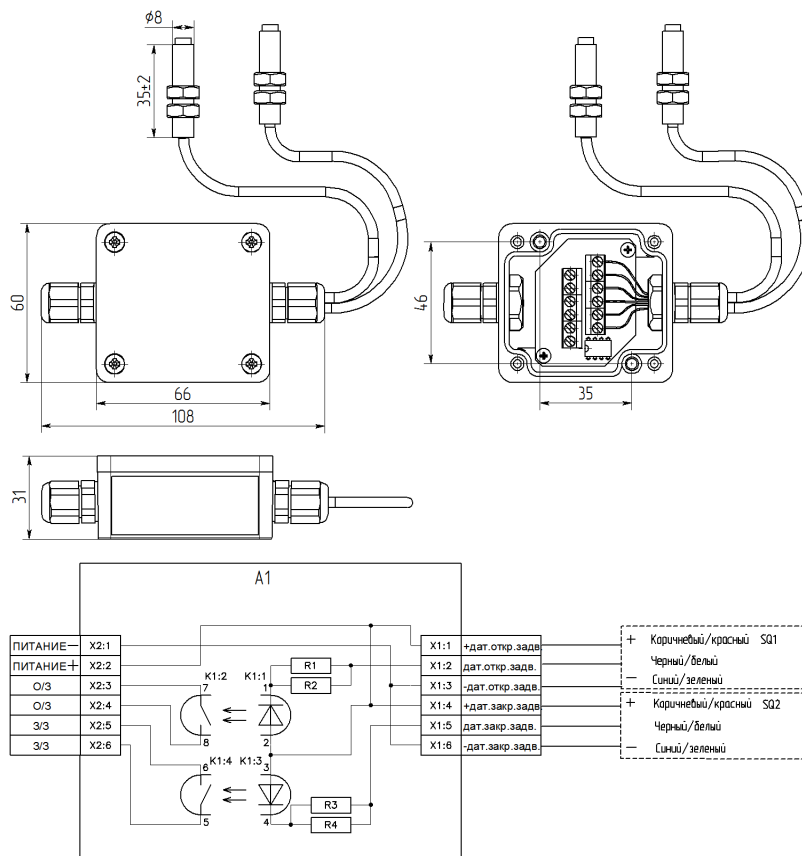 ⌀8
35±2
60
66
108
46
35
31
A1
ПИТАНИЕ— X2:1
ПИТАНИЕ+ X2:2
О/З X2:3
О/З X2:4
З/З X2:5
З/З X2:6
K1:2 K1:1
7 1
8 2
K1:4 K1:3
6 3
5 4
R1
R2
R3
R4
X1:1 +дат.откр.задв.
X1:2 дат.откр.задв.
X1:3 -дат.откр.задв.
X1:4 +дат.закр.задв.
X1:5 дат.закр.задв.
X1:6 -дат.закр.задв.
+ Каричневый/красный SQ1
Черный/белый
— Синий/зеленый
+ Каричневый/красный SQ2
Черный/белый
— Синий/зеленый